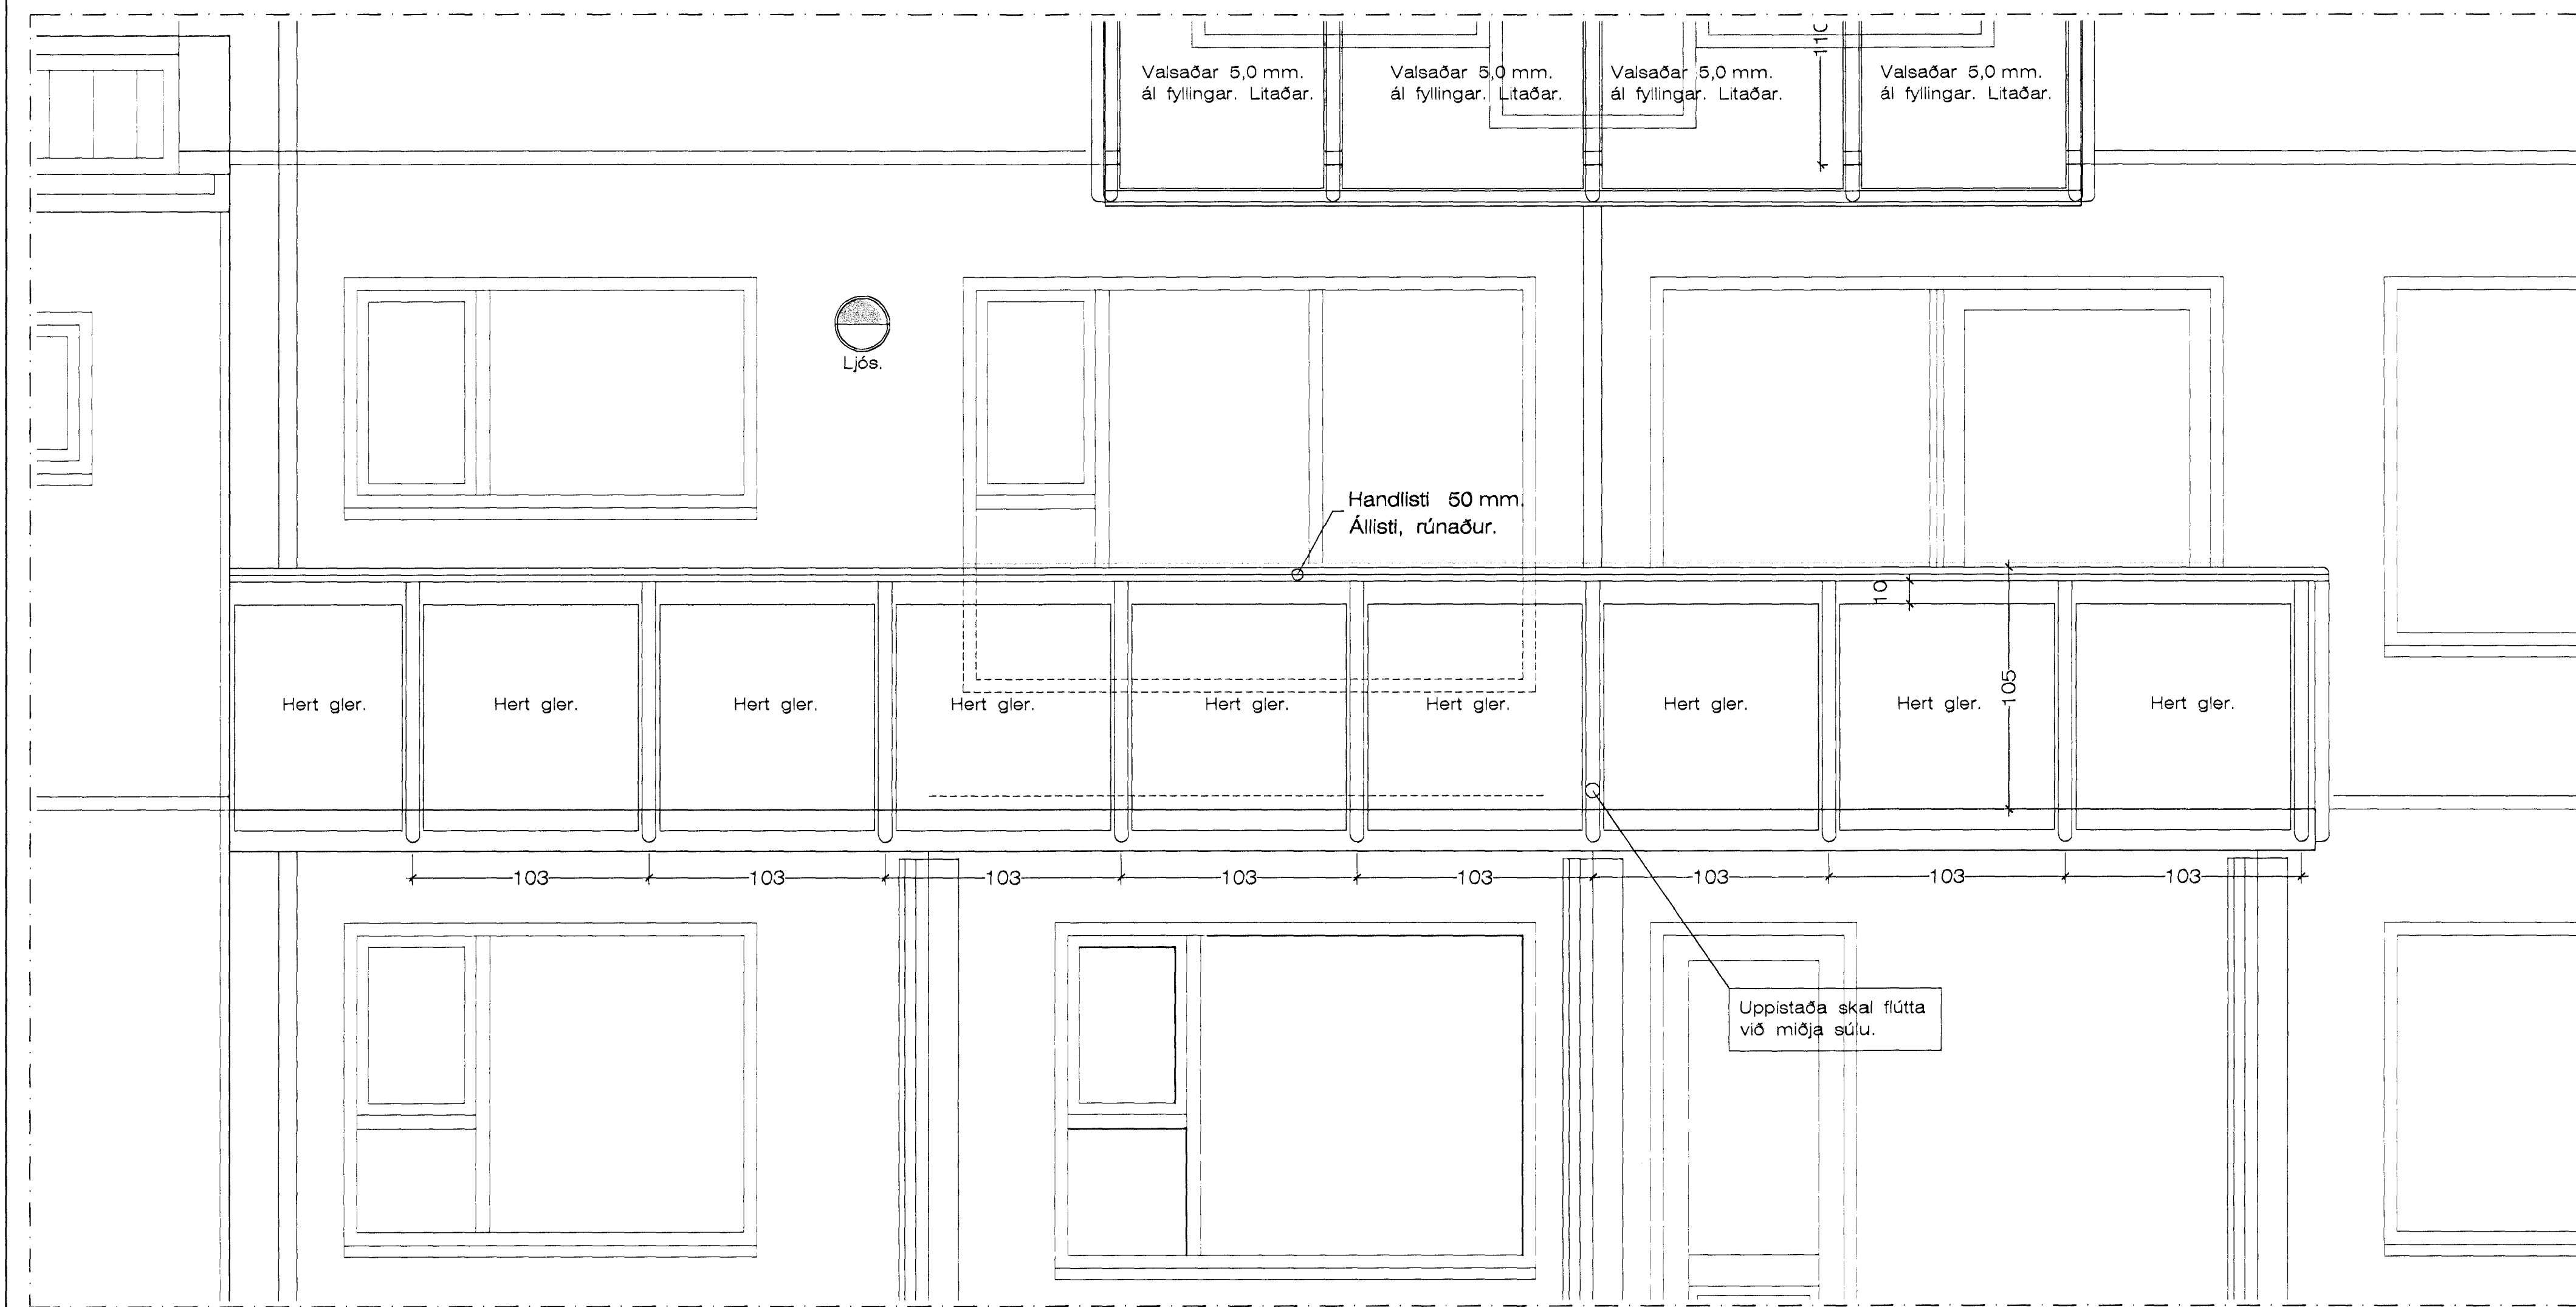 110
Valsaðar 5,0 mm.
ál fyllingar. Litaðar.
Valsaðar 5,0 mm.
ál fyllingar. Litaðar.
Valsaðar 5,0 mm.
ál fyllingar. Litaðar.
Valsaðar 5,0 mm.
ál fyllingar. Litaðar.
Ljós.
Handlisti 50 mm.
Állisti, rúnaður.
10
105
Hert gler.
Hert gler.
Hert gler.
Hert gler.
Hert gler.
Hert gler.
Hert gler.
Hert gler.
Hert gler.
103
103
103
103
103
103
103
103
Uppistaða skal flútta
við miðja súlu.